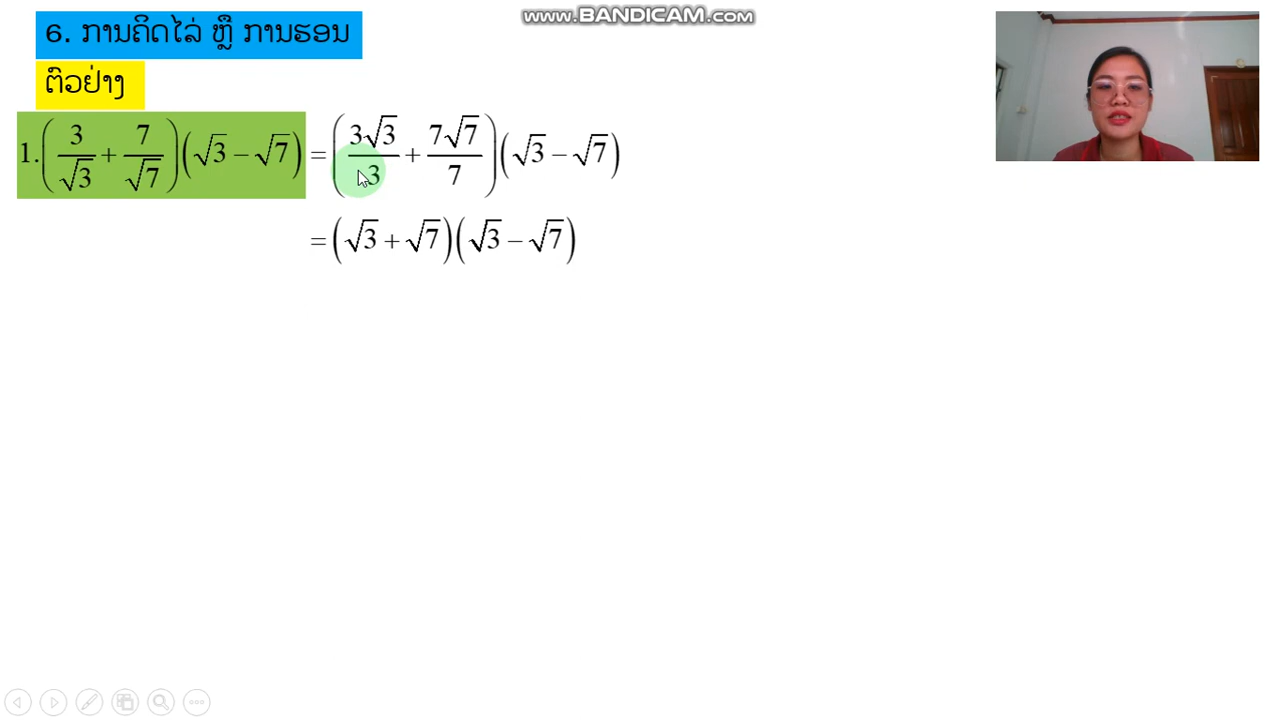 www.BANDICAM.com
6. ການຄິດໄລ່ ຫຼື ການຮອນ
ຕົວຢ່າງ
1. (3/√3 + 7/√7)(√3 − √7) = (3√3/3 + 7√7/7)(√3 − √7)
= (√3 + √7)(√3 − √7)